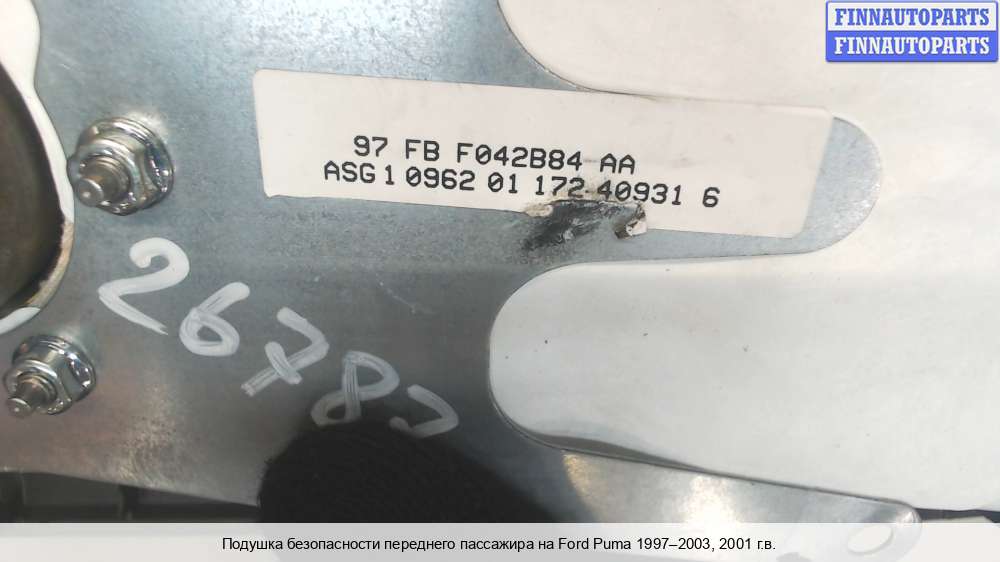 FINNAUTOPARTS
FINNAUTOPARTS
97 FB F042B84 AA
ASG 1 0962 01 172 40931 6
Подушка безопасности переднего пассажира на Ford Puma 1997–2003, 2001 г.в.